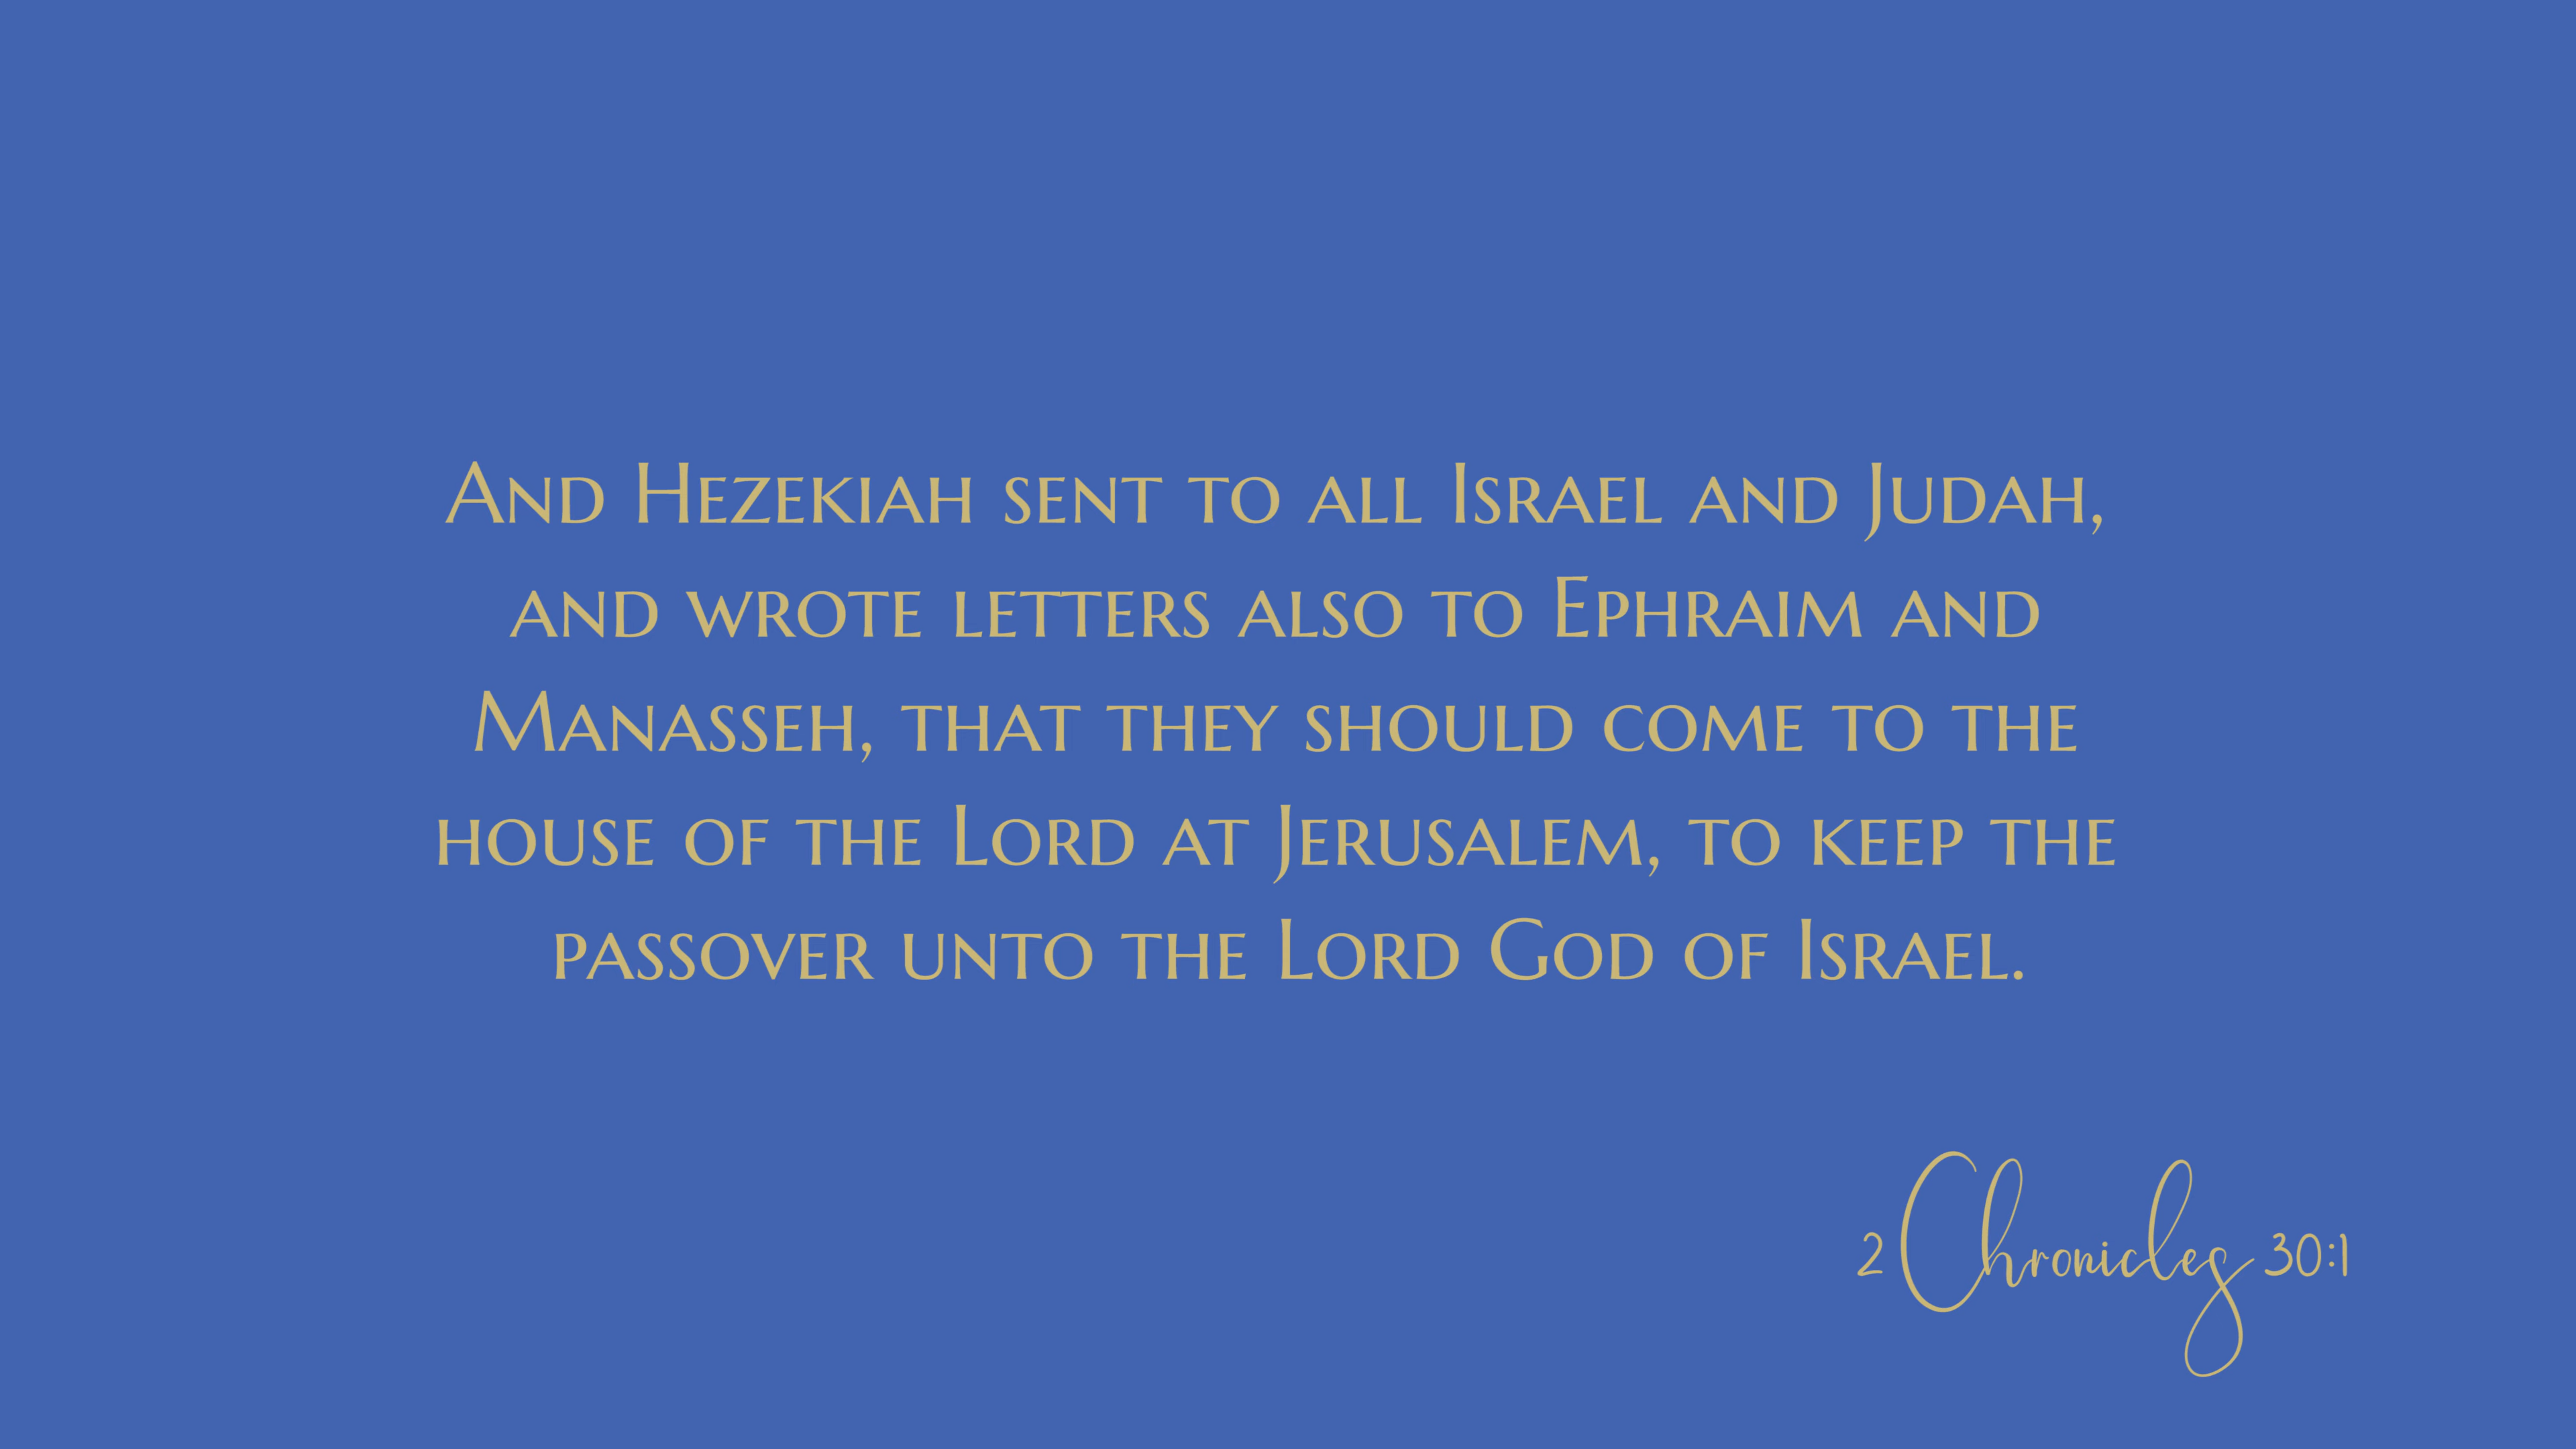 And Hezekiah sent to all Israel and Judah,
and wrote letters also to Ephraim and
Manasseh, that they should come to the
house of the Lord at Jerusalem, to keep the
passover unto the Lord God of Israel.
2 Chronicles 30:1